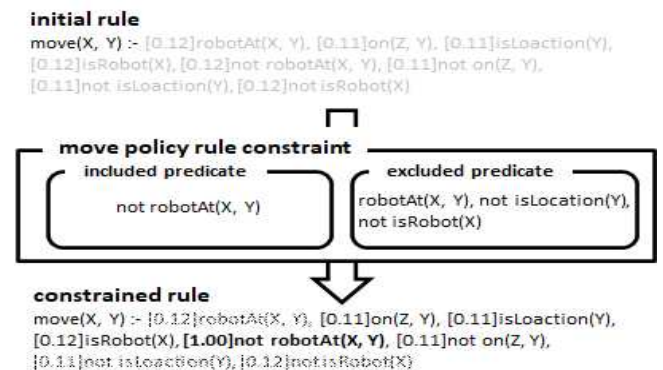 initial rule
move(X, Y) :- [0.12]robotAt(X, Y), [0.11]on(Z, Y), [0.11]isLoaction(Y),
[0.12]isRobot(X), [0.12]not robotAt(X, Y), [0.11]not on(Z, Y),
[0.11]not isLoaction(Y), [0.12]not isRobot(X)
move policy rule constraint
included predicate
not robotAt(X, Y)
excluded predicate
robotAt(X, Y), not isLocation(Y),
not isRobot(X)
constrained rule
move(X, Y) :- [0.12]robotAt(X, Y), [0.11]on(Z, Y), [0.11]isLoaction(Y),
[0.12]isRobot(X), [1.00]not robotAt(X, Y), [0.11]not on(Z, Y),
[0.11]not isLoaction(Y), [0.12]notisRobot(X)